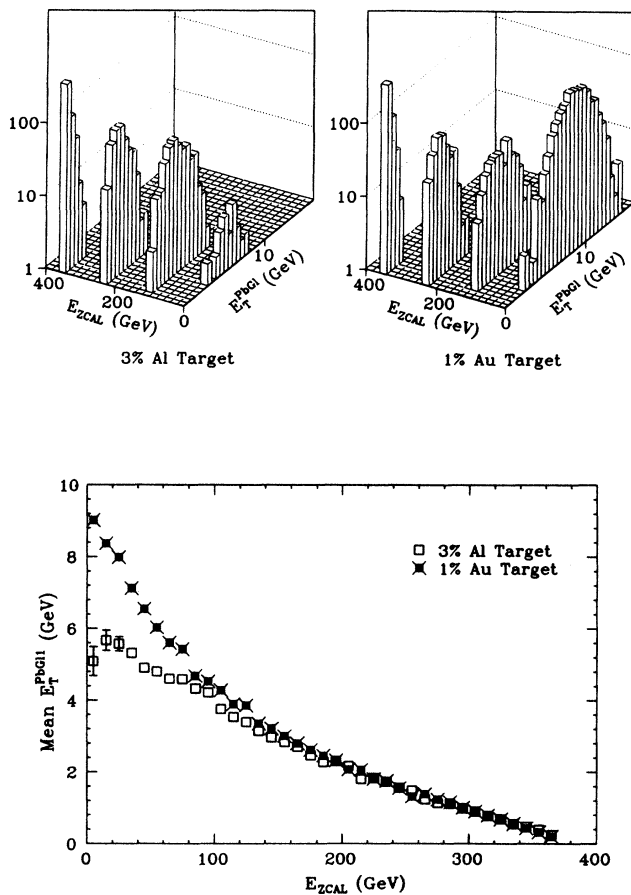 100
10
1
400
200
0
10
E_ZCAL (GeV)
E_T^PbGl (GeV)
3% Al Target
100
10
1
400
200
0
10
E_ZCAL (GeV)
E_T^PbGl (GeV)
1% Au Target
10
8
6
4
2
0
Mean E_T^PbGl1 (GeV)
3% Al Target
1% Au Target
0
100
200
300
400
E_ZCAL (GeV)